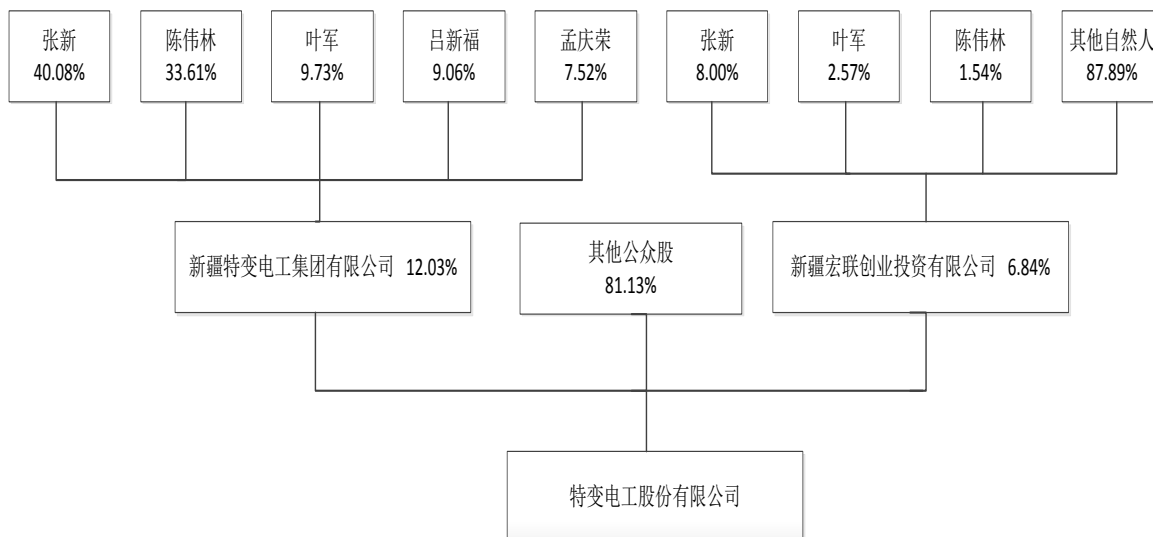 张新
40.08%
陈伟林
33.61%
叶军
9.73%
吕新福
9.06%
孟庆荣
7.52%
张新
8.00%
叶军
2.57%
陈伟林
1.54%
其他自然人
87.89%
新疆特变电工集团有限公司 12.03%
其他公众股
81.13%
新疆宏联创业投资有限公司 6.84%
特变电工股份有限公司